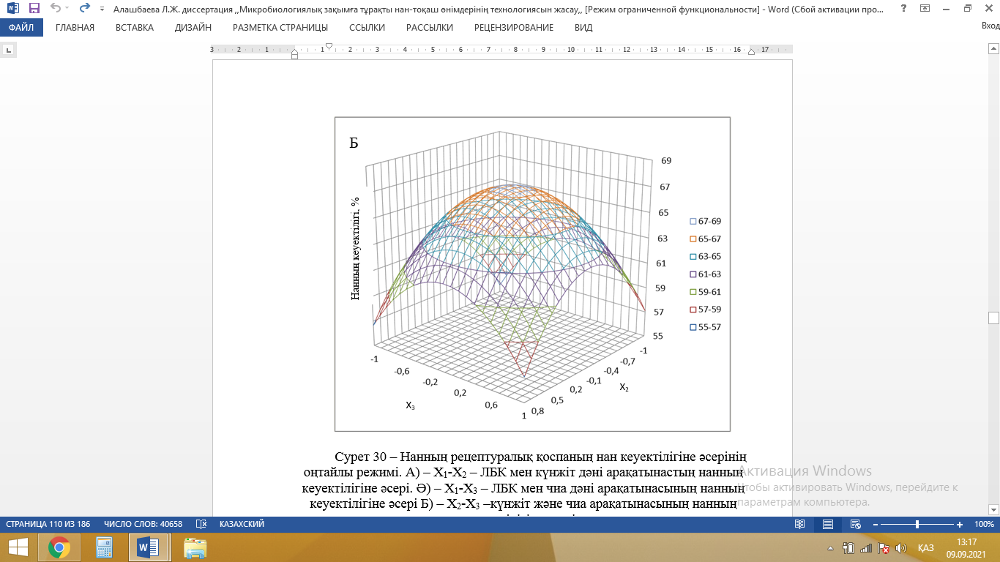 Алашбаева Л.Ж. диссертация ,,Микробиологиялық зақымға тұрақты нан-тоқаш өнімдерінің технологиясын жасау,, [Режим ограниченной функциональности] - Word (Сбой активации про...
ФАЙЛ ГЛАВНАЯ ВСТАВКА ДИЗАЙН РАЗМЕТКА СТРАНИЦЫ ССЫЛКИ РАССЫЛКИ РЕЦЕНЗИРОВАНИЕ ВИД Вход
3 2 1 1 2 3 4 5 6 7 8 9 10 11 12 13 14 15 16 17
Б
Нанның кеуектілігі, %
69
67
65
63
61
59
57
55
67-69
65-67
63-65
61-63
59-61
57-59
55-57
-1
-0,6
-0,2
0,2
0,6
1
X₃
0,8
0,5
0,2
-0,1
-0,4
-0,7
-1
X₂
Сурет 30 – Нанның рецептуралық қоспаның нан кеуектілігіне әсерінің
оңтайлы режимі. А) – X₁-X₂ – ЛБК мен күнжіт дәні арақатынастың нанның
кеуектілігіне әсері. Ә) – X₁-X₃ – ЛБК мен чиа дәні арақатынасының нанның
кеуектілігіне әсері Б) – X₂-X₃ –күнжіт және чиа арақатынасының нанның
Активация Windows
Чтобы активировать Windows, перейдите к
параметрам компьютера.
СТРАНИЦА 110 ИЗ 186 ЧИСЛО СЛОВ: 40658 КАЗАХСКИЙ 100%
ҚАЗ
13:17
09.09.2021